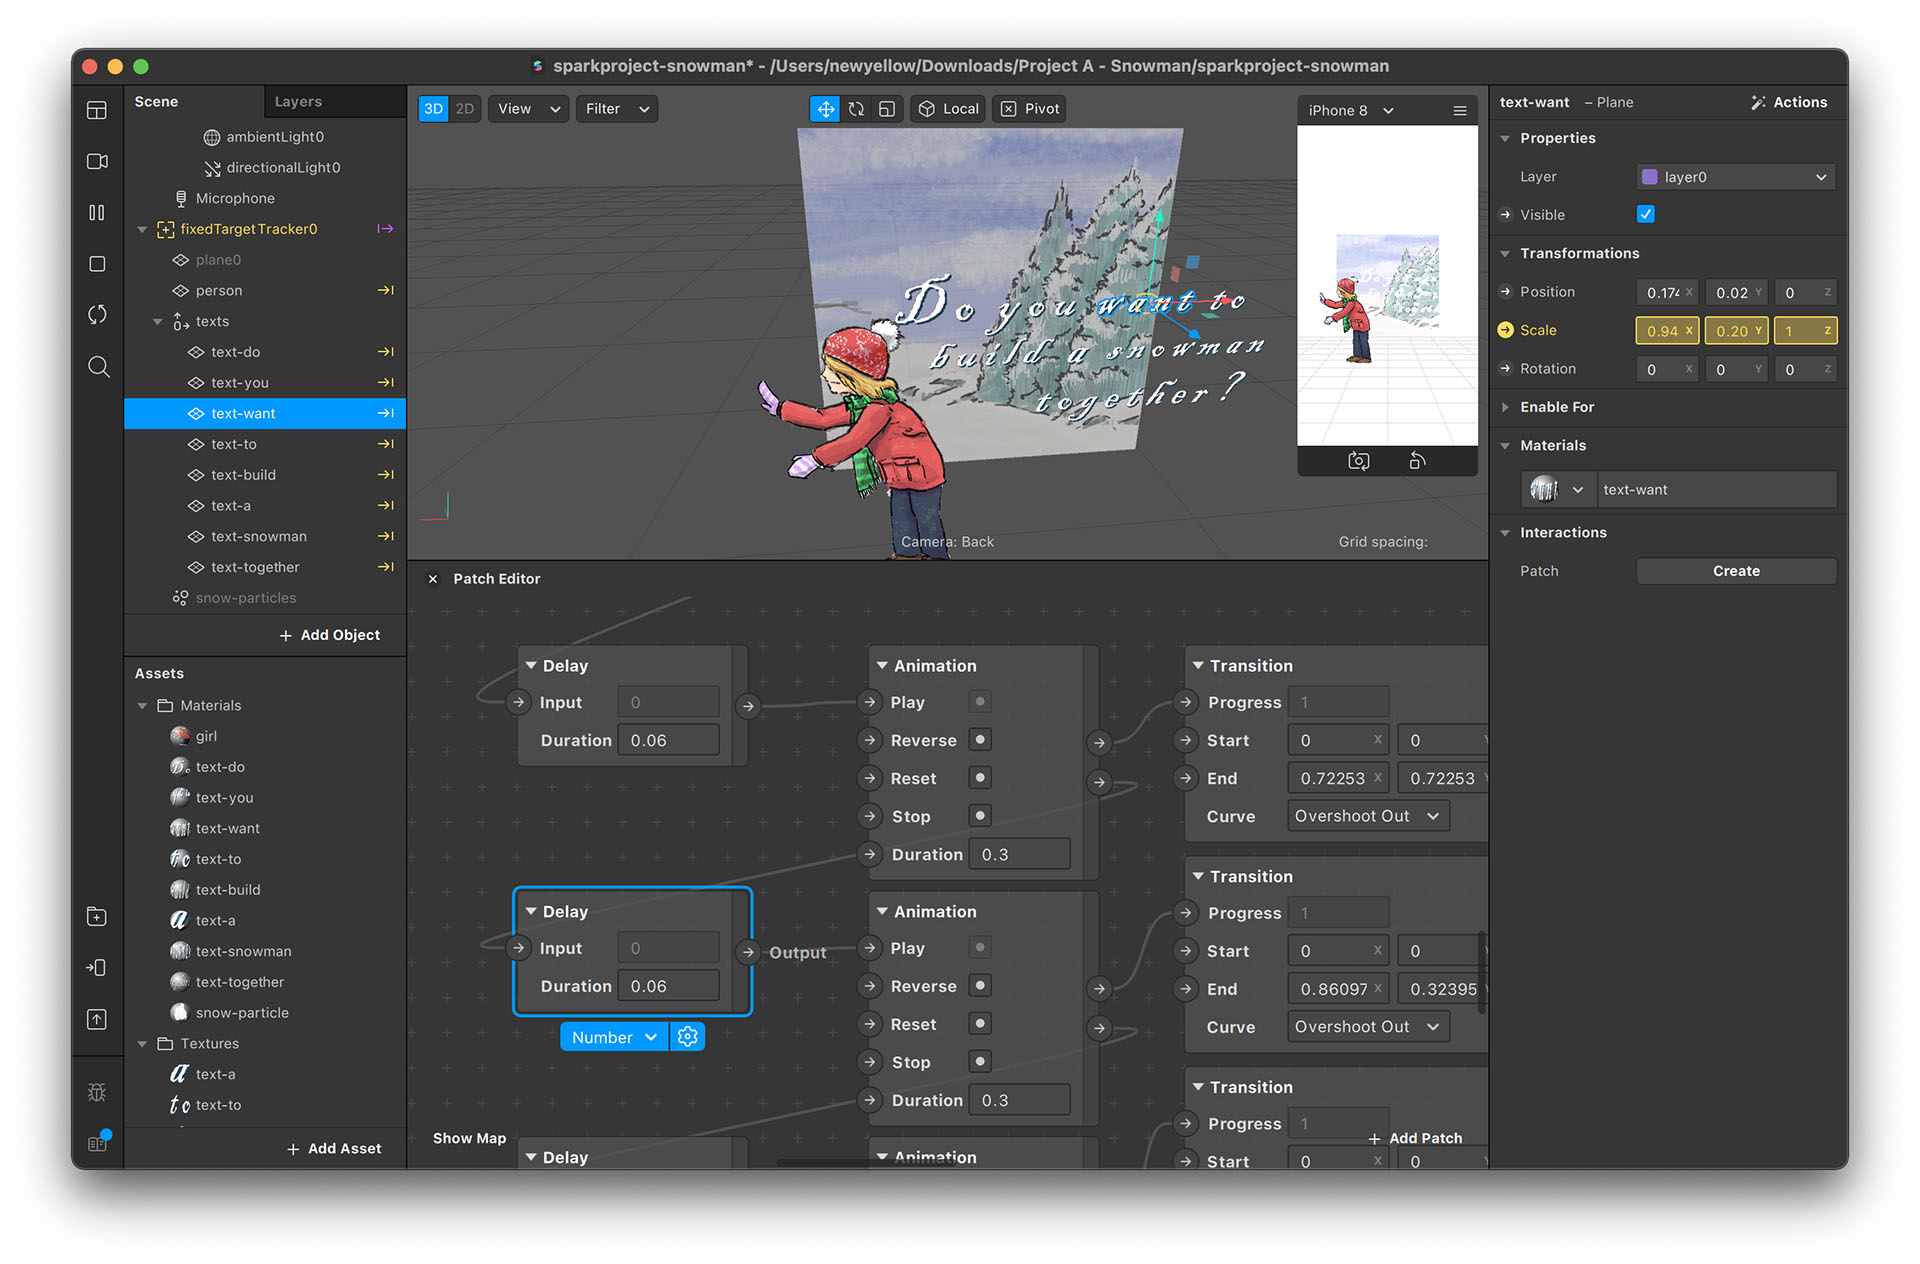 sparkproject-snowman* - /Users/newyellow/Downloads/Project A - Snowman/sparkproject-snowman
Scene
Layers
ambientLight0
directionalLight0
Microphone
fixedTargetTracker0
plane0
person
texts
text-do
text-you
text-want
text-to
text-build
text-a
text-snowman
text-together
snow-particles
+ Add Object
Assets
Materials
girl
text-do
text-you
text-want
text-to
text-build
text-a
text-snowman
text-together
snow-particle
Textures
text-a
text-to
+ Add Asset
3D 2D View Filter Local Pivot
Do you want to
build a snowman
together?
Camera: Back
Grid spacing:
iPhone 8
Patch Editor
Delay
Input 0
Duration 0.06
Animation
Play
Reverse
Reset
Stop
Duration 0.3
Transition
Progress 1
Start 0 X 0 Y
End 0.72253 X 0.72253 Y
Curve Overshoot Out
Delay
Input 0
Duration 0.06
Output
Number
Animation
Play
Reverse
Reset
Stop
Duration 0.3
Transition
Progress 1
Start 0 X 0
End 0.86097 X 0.32395
Curve Overshoot Out
Show Map
Delay
Animation
Transition
Progress 1
+ Add Patch
Start 0 X 0 Y
text-want – Plane Actions
Properties
Layer layer0
Visible
Transformations
Position 0.174 X 0.02 Y 0 Z
Scale 0.94 X 0.20 Y 1 Z
Rotation 0 X 0 Y 0 Z
Enable For
Materials
text-want
Interactions
Patch Create